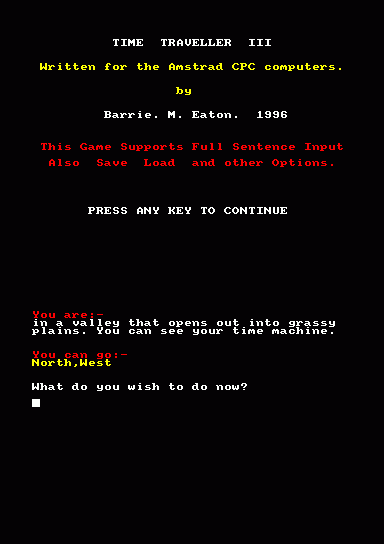 TIME TRAVELLER III
Written for the Amstrad CPC computers.
by
Barrie. M. Eaton. 1996
This Game Supports Full Sentence Input
Also Save Load and other Options.
PRESS ANY KEY TO CONTINUE
You are:-
in a valley that opens out into grassy
plains. You can see your time machine.
You can go:-
North,West
What do you wish to do now?